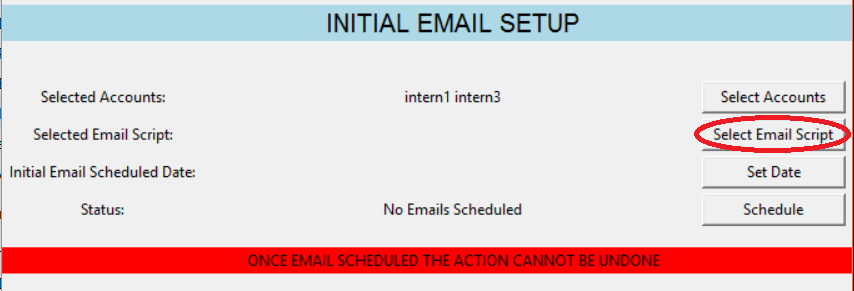 INITIAL EMAIL SETUP
Selected Accounts: intern1 intern3 Select Accounts
Selected Email Script: Select Email Script
Initial Email Scheduled Date: Set Date
Status: No Emails Scheduled Schedule
ONCE EMAIL SCHEDULED THE ACTION CANNOT BE UNDONE